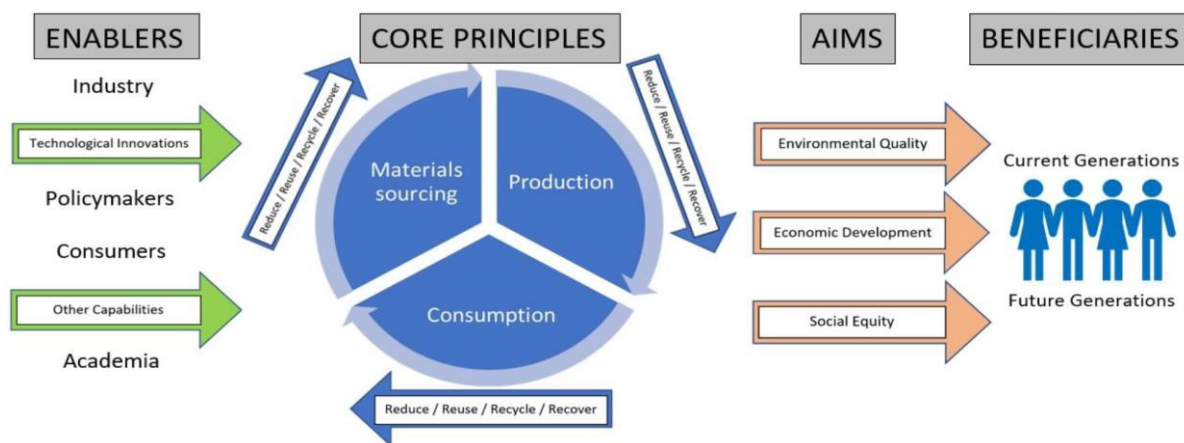 ENABLERS
Industry
Technological Innovations
Policymakers
Consumers
Other Capabilities
Academia
CORE PRINCIPLES
Reduce / Reuse / Recycle / Recover
Materials
sourcing
Production
Reduce / Reuse / Recycle / Recover
Consumption
Reduce / Reuse / Recycle / Recover
AIMS
Environmental Quality
Economic Development
Social Equity
BENEFICIARIES
Current Generations
Future Generations